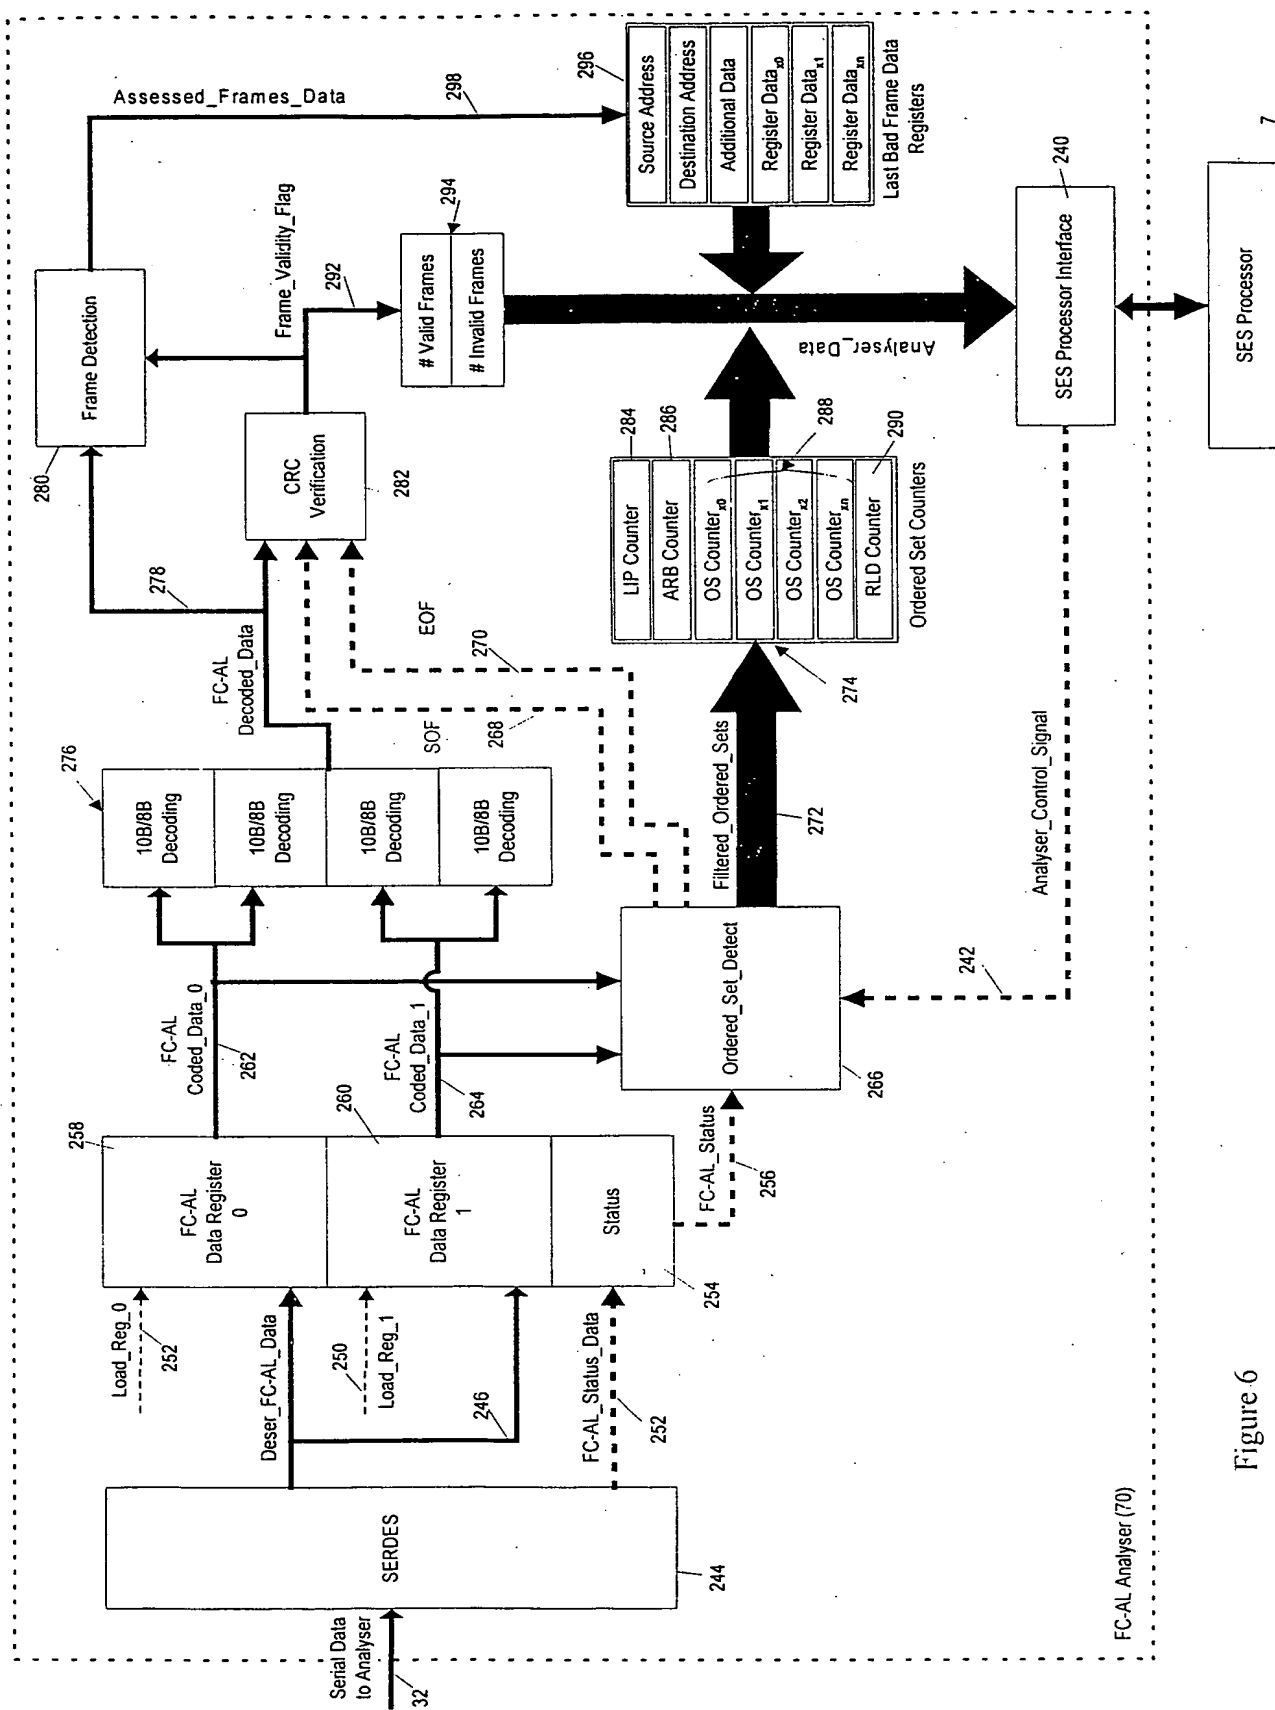 Serial Data
to Analyser
32
SERDES
244
Deser_FC-AL_Data
246
FC-AL_Status_Data
252
Load_Reg_0
252
250
Load_Reg_1
258
FC-AL
Data Register
0
260
FC-AL
Data Register
1
Status
254
FC-AL_Status
256
FC-AL
Coded_Data_0
262
FC-AL
Coded_Data_1
264
Ordered_Set_Detect
266
276
10B/8B
Decoding
10B/8B
Decoding
10B/8B
Decoding
10B/8B
Decoding
FC-AL
Decoded_Data
278
SOF
268
EOF
270
Filtered_Ordered_Sets
272
274
LIP Counter
ARB Counter
OS Counter x0
OS Counter x1
OS Counter x2
OS Counter xn
RLD Counter
284
286
288
290
Ordered Set Counters
Frame Detection
280
CRC
Verification
282
Frame_Validity_Flag
292
# Valid Frames
# Invalid Frames
294
Assessed_Frames_Data
298
296
Source Address
Destination Address
Additional Data
Register Data x0
Register Data x1
Register Data xn
Last Bad Frame Data
Registers
Analyser_Data
SES Processor Interface
240
Analyser_Control_Signal
242
SES Processor
7
FC-AL Analyser (70)
Figure 6